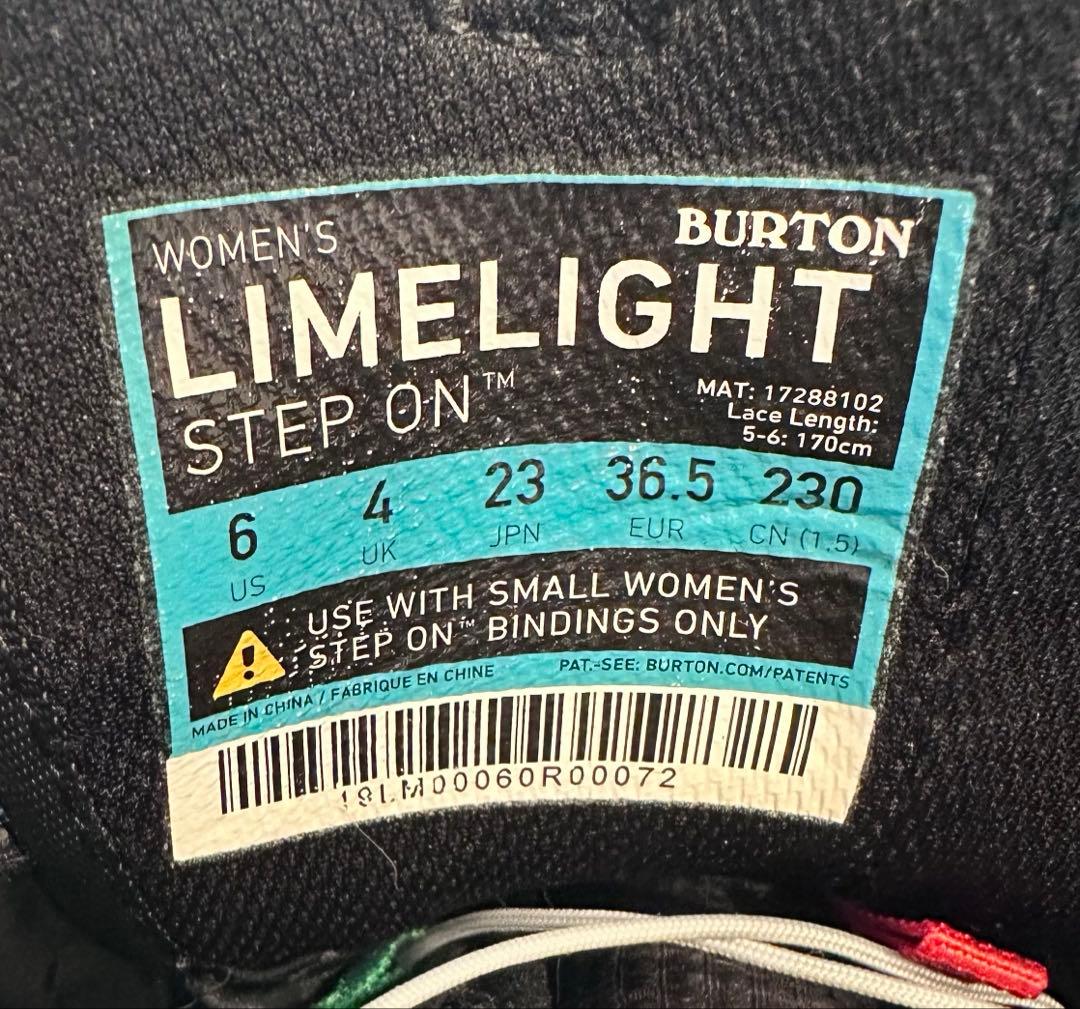 WOMEN'S
BURTON
LIMELIGHT
STEP ON™
MAT: 17288102
Lace Length:
5-6: 170cm
6 4 23 36.5 230
US UK JPN EUR CN (1.5)
USE WITH SMALL WOMEN'S
STEP ON™ BINDINGS ONLY
MADE IN CHINA / FABRIQUE EN CHINE
PAT.-SEE: BURTON.COM/PATENTS
19LM00060R00072